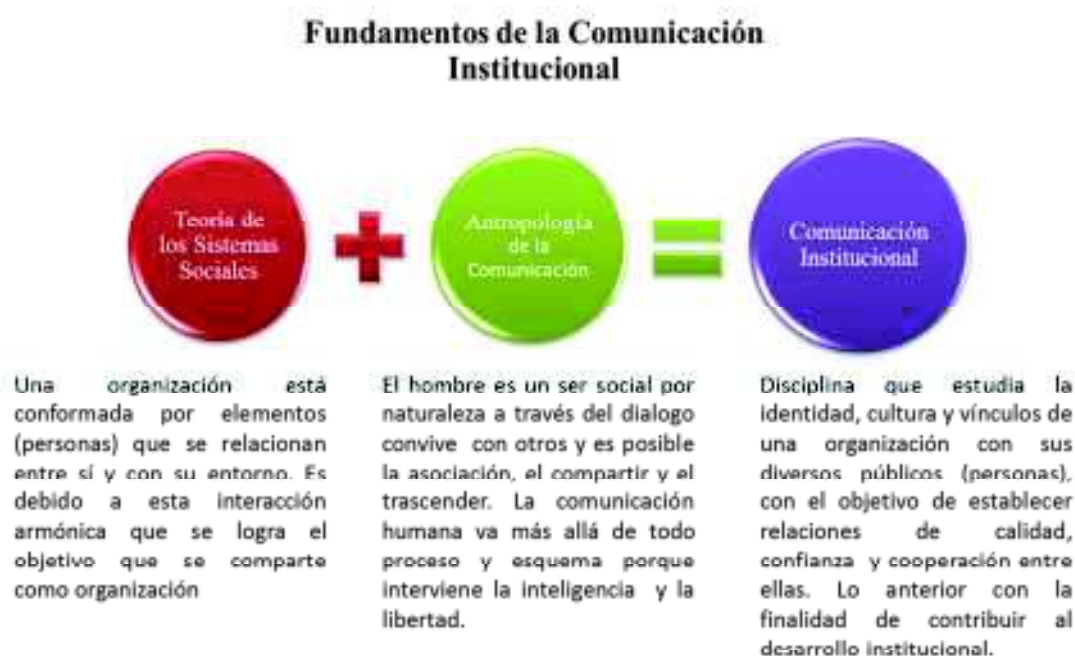 Fundamentos de la Comunicación
Institucional
Teoría de
los Sistemas
Sociales
Antropología
de la
Comunicación
Comunicación
Institucional
Una organización está
conformada por elementos
(personas) que se relacionan
entre sí y con su entorno. Es
debido a esta interacción
armónica que se logra el
objetivo que se comparte
como organización
El hombre es un ser social por
naturaleza a través del dialogo
convive con otros y es posible
la asociación, el compartir y el
trascender. La comunicación
humana va más allá de todo
proceso y esquema porque
interviene la inteligencia y la
libertad.
Disciplina que estudia la
identidad, cultura y vínculos de
una organización con sus
diversos públicos (personas),
con el objetivo de establecer
relaciones de calidad,
confianza y cooperación entre
ellas. Lo anterior con la
finalidad de contribuir al
desarrollo institucional.